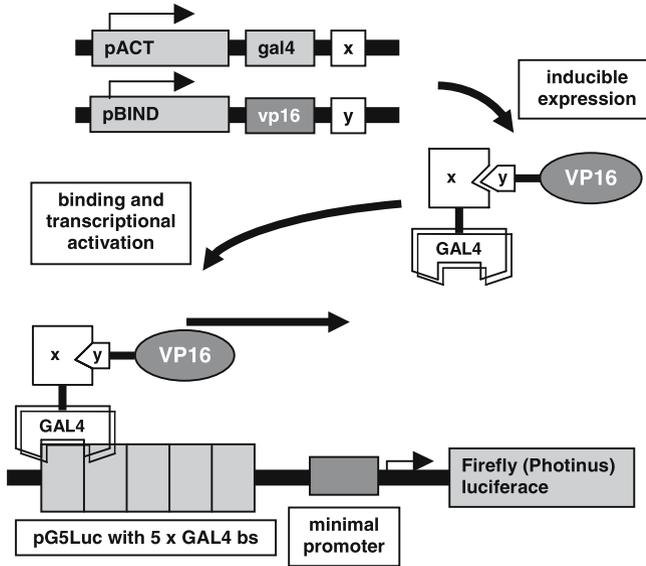 pACT gal4 x
pBIND vp16 y
inducible
expression
x y VP16
GAL4
binding and
transcriptional
activation
x y VP16
GAL4
Firefly (Photinus)
luciferace
pG5Luc with 5 x GAL4 bs
minimal
promoter